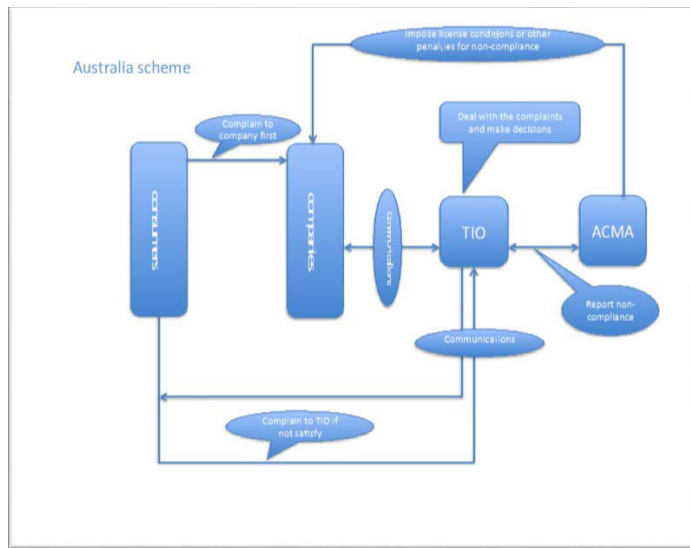 Impose license conditions or other
penalties for non-compliance
Australia scheme
Complain to
company first
Deal with the complaints
and make decisions
consumers
companies
Communications
TIO
ACMA
Report non-
compliance
Communications
Complain to TIO if
not satisfy